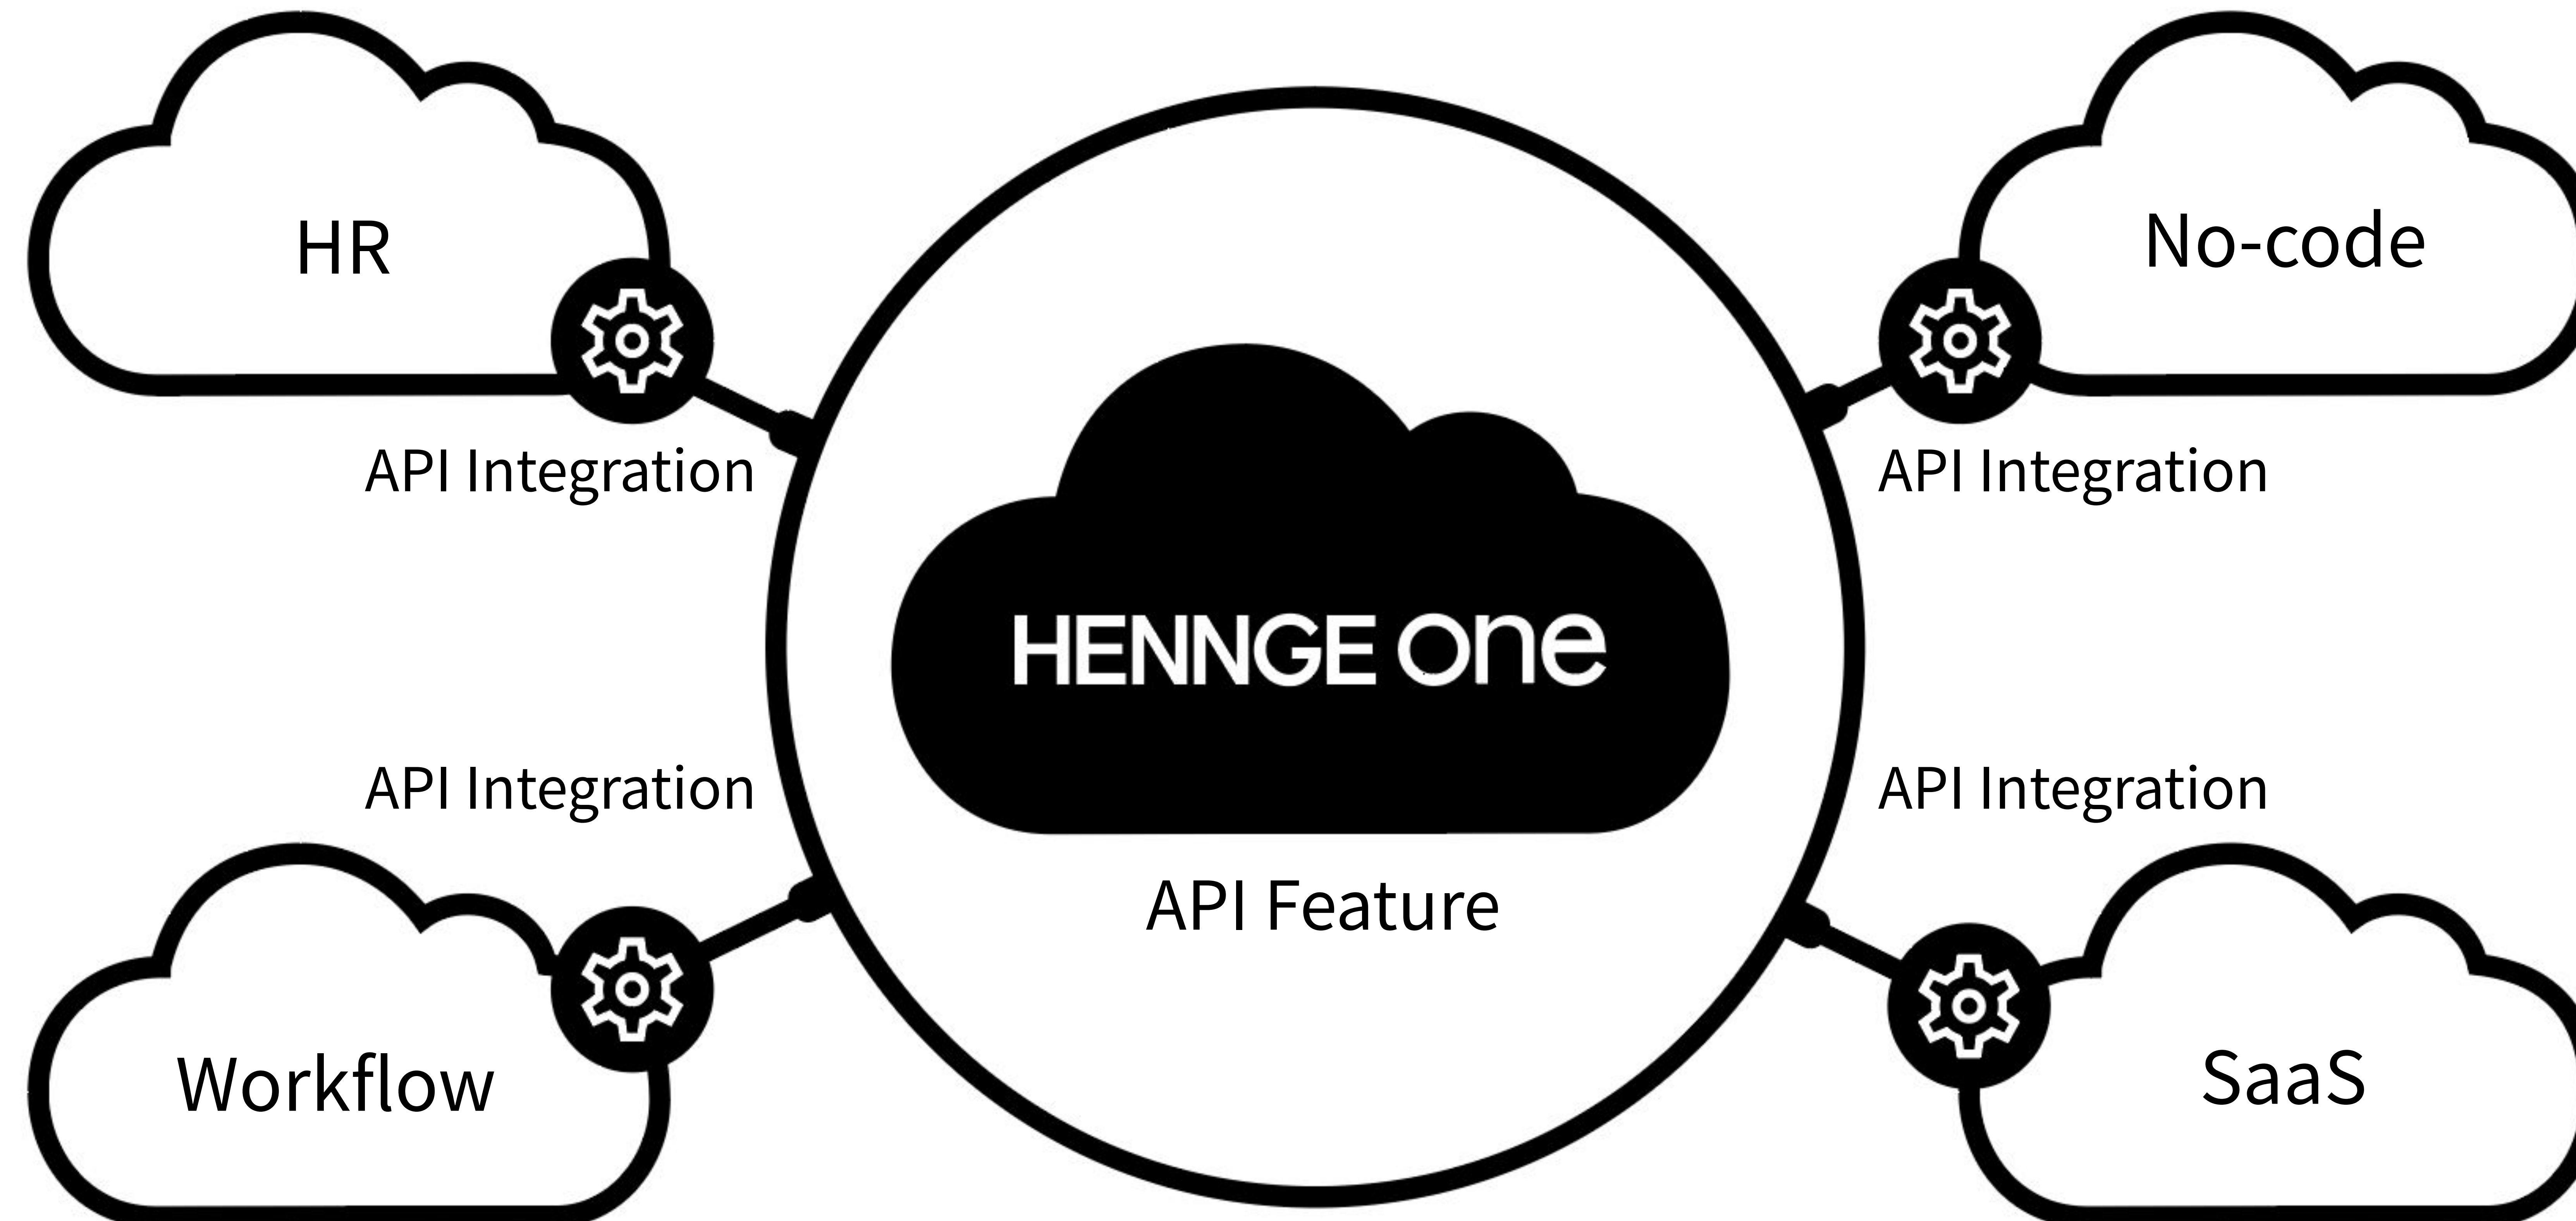 HR
No-code
API Integration
API Integration
HENNGE one
API Integration
API Integration
API Feature
Workflow
SaaS